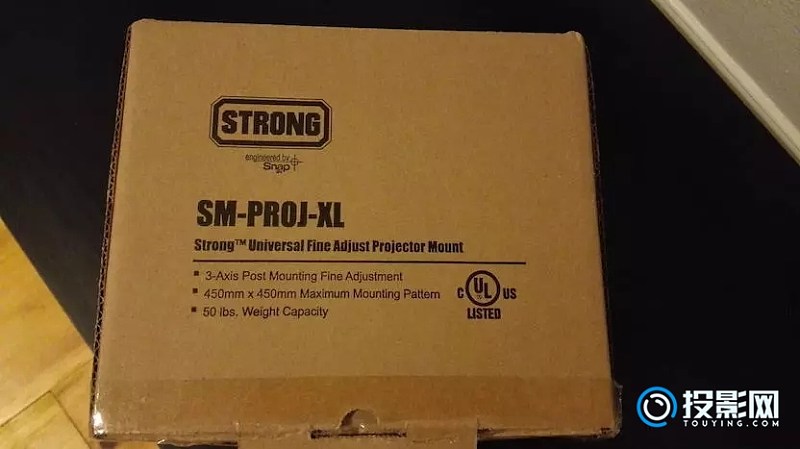 STRONG
engineered by
Snap
AV
SM-PROJ-XL
Strong™ Universal Fine Adjust Projector Mount
▪ 3-Axis Post Mounting Fine Adjustment
▪ 450mm x 450mm Maximum Mounting Pattern
▪ 50 lbs. Weight Capacity
C UL US
LISTED
投影网
TOUYING.COM